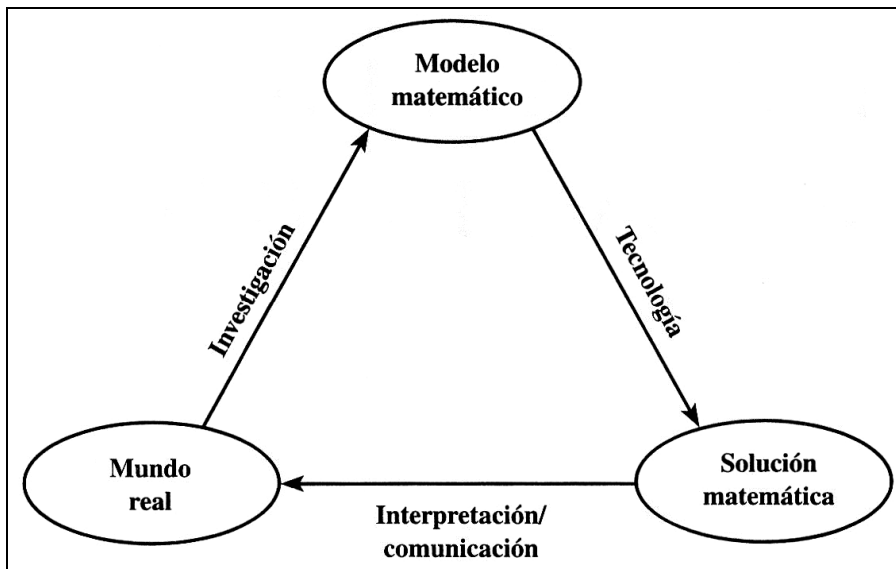 Modelo
matemático
Investigación
Tecnología
Mundo
real
Solución
matemática
Interpretación/
comunicación